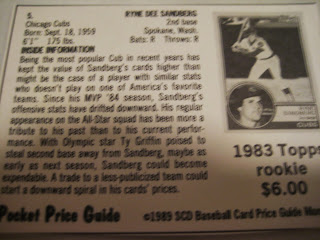 5.
RYNE DEE SANDBERG
Chicago Cubs
2nd base
Born: Sept. 18, 1959
Spokane, Wash.
6'1" 175 lbs.
Bats: R Throws: R
INSIDE INFORMATION
Being the most popular Cub in recent years has
kept the value of Sandberg's cards higher than
might be the case of a player with similar stats
who doesn't play on one of America's favorite
teams. Since his MVP '84 season, Sandberg's
offensive stats have drifted downward. His regular
appearance on the All-Star squad has been more a
tribute to his past than to his current perfor-
mance. With Olympic star Ty Griffin poised to
steal second base away from Sandberg, maybe as
early as next season, Sandberg could become
expendable. A trade to a less-publicized team could
start a downward spiral in his cards' prices.
RYNE
SANDBERG
CUBS
1983 Topps
rookie
$6.00
Pocket Price Guide
©1989 SCD Baseball Card Price Guide Mon